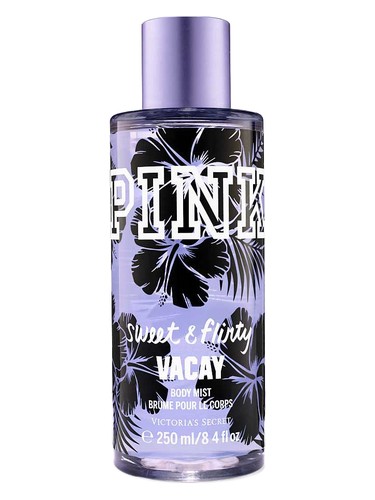 PINK
sweet & flirty
VACAY
BODY MIST
BRUME POUR LE CORPS
VICTORIA'S SECRET
℮ 250 ml/8.4 fl oz